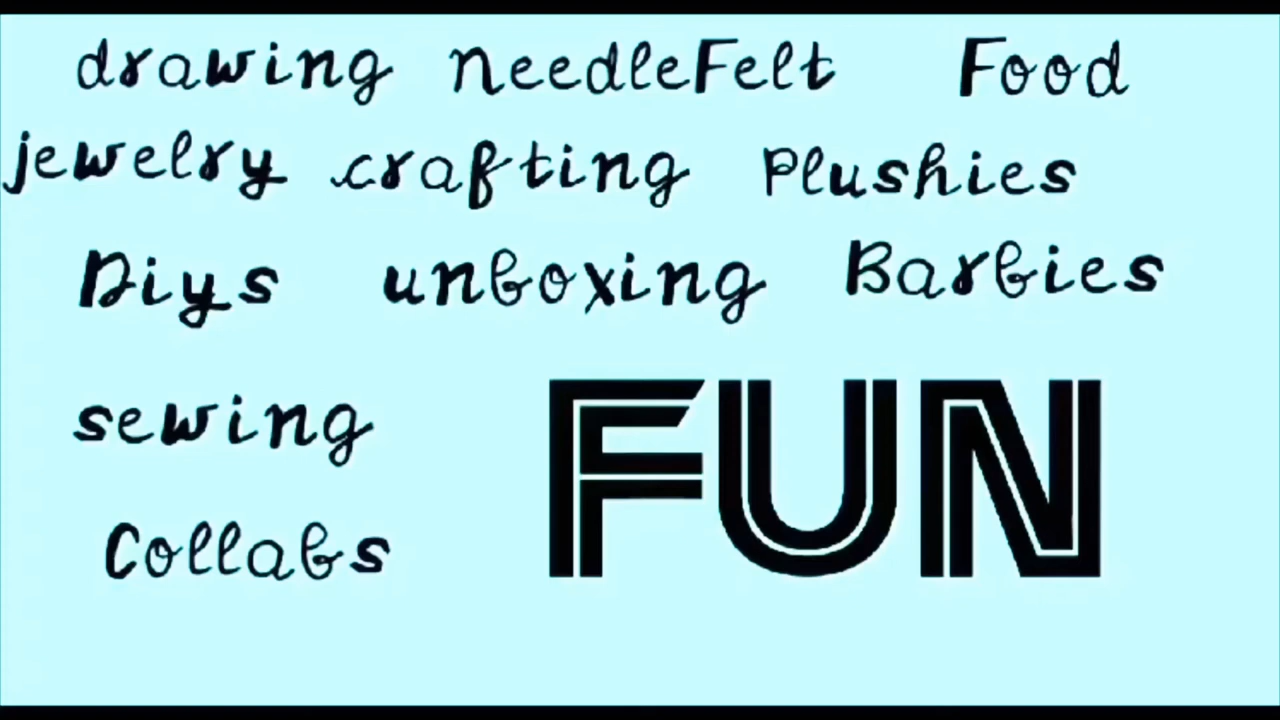 drawing needleFelt Food
jewelry crafting Plushies
Diys unboxing Barbies
sewing
FUN
Collabs